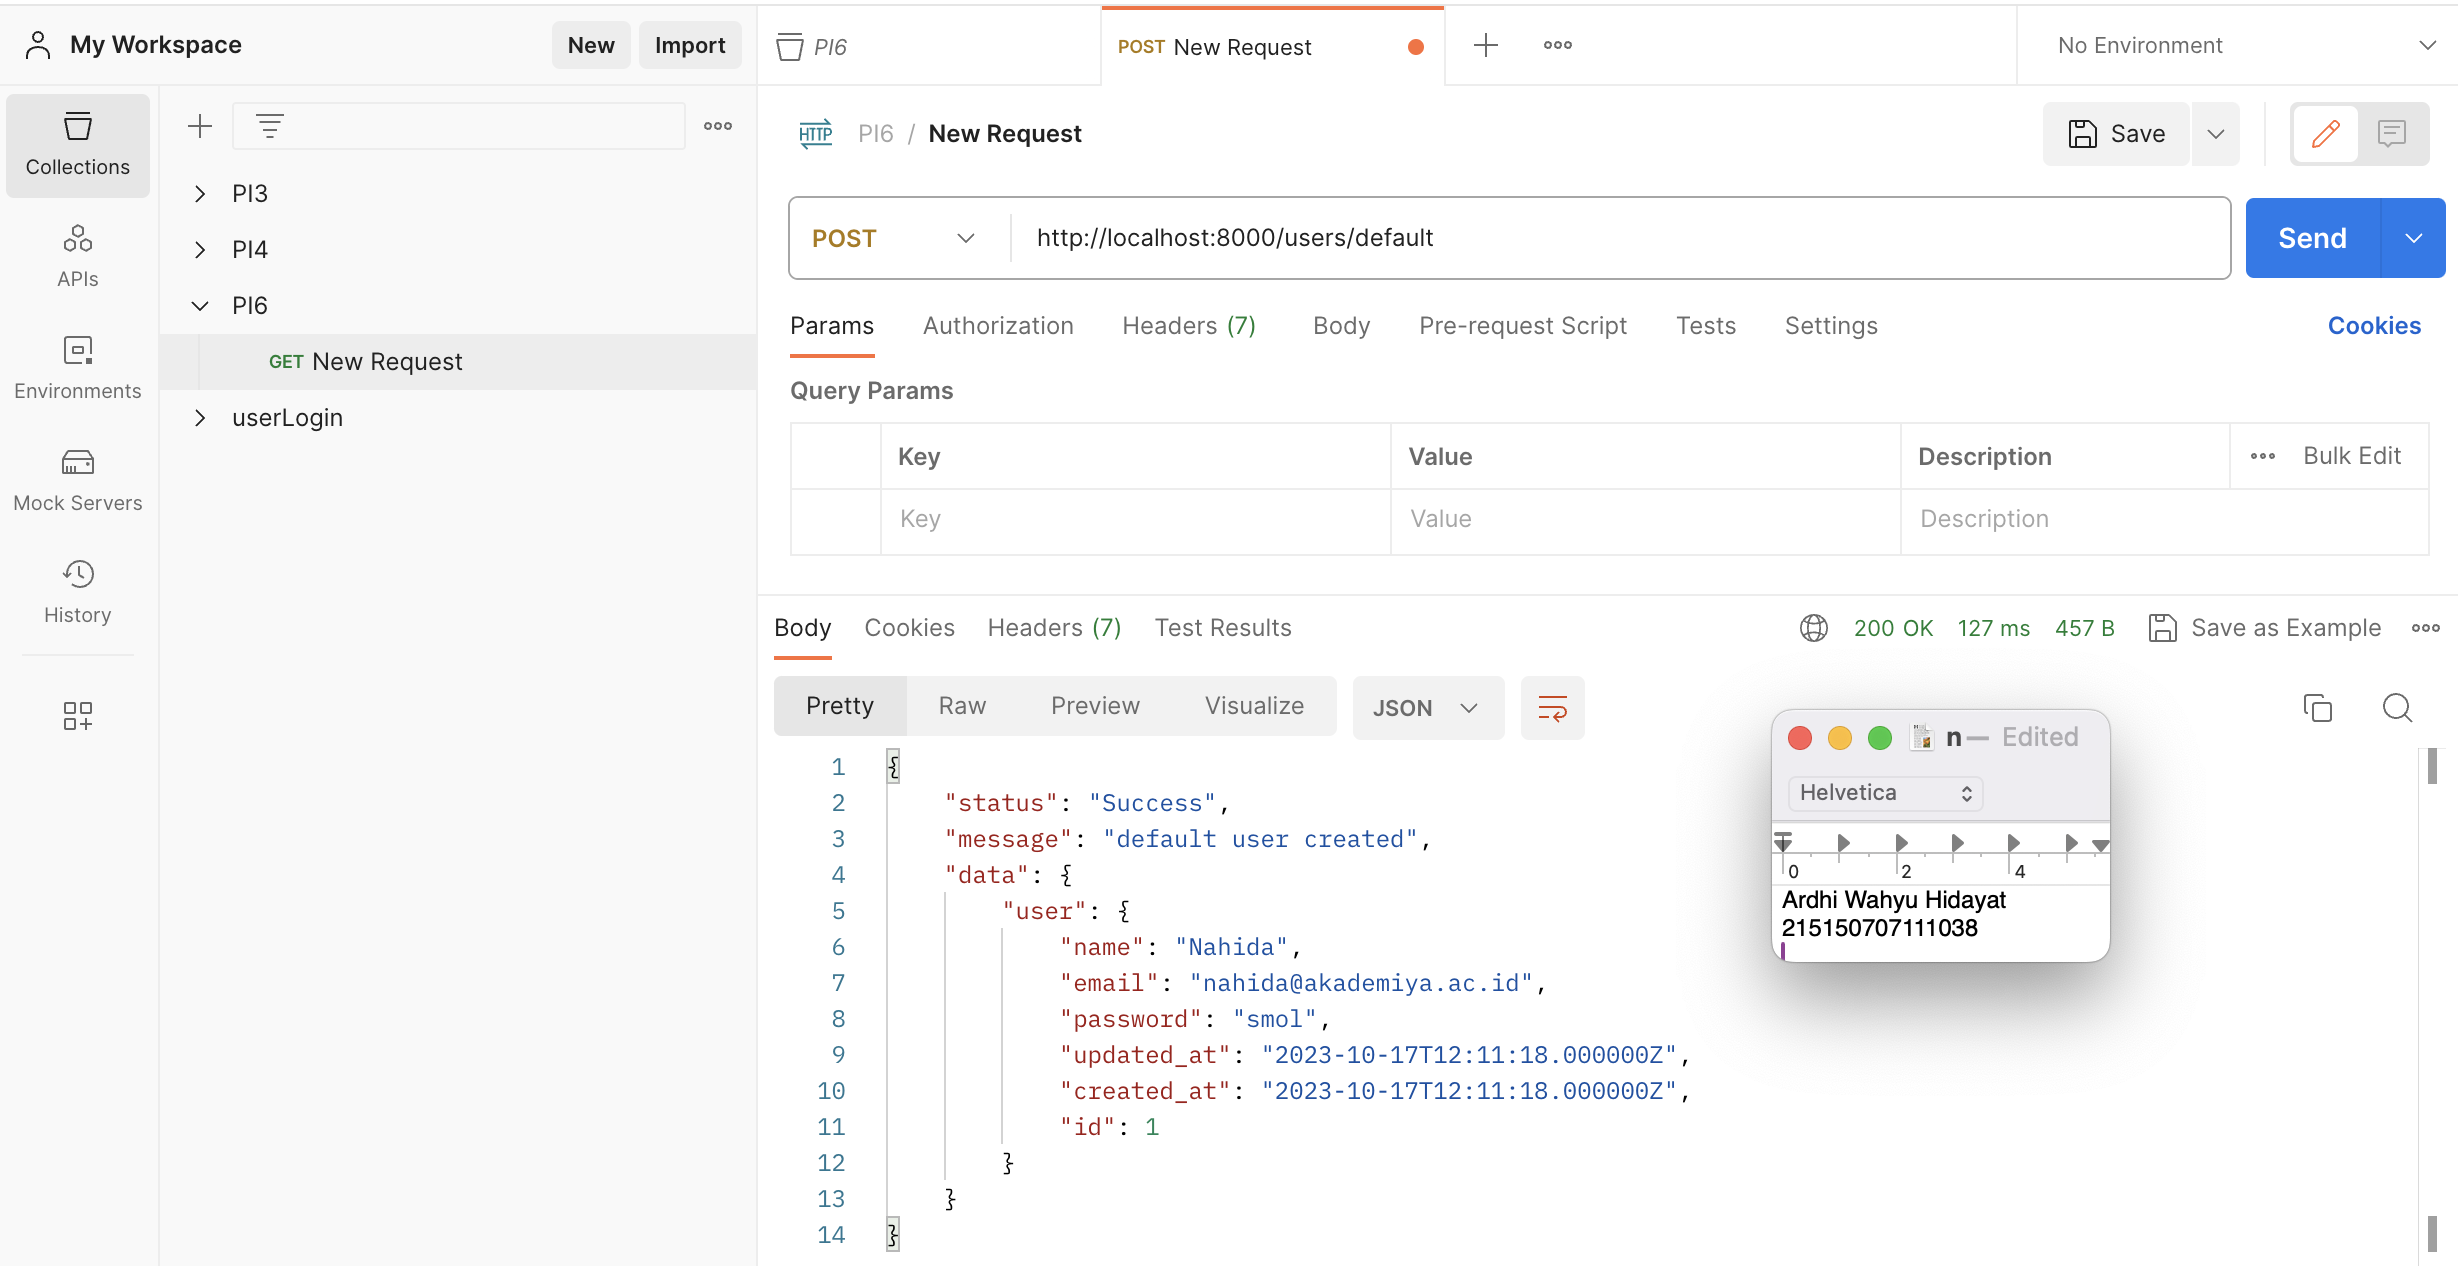 My Workspace
New
Import
PI6
POST New Request
No Environment
Collections
APIs
Environments
Mock Servers
History
PI3
PI4
PI6
GET New Request
userLogin
HTTP PI6 / New Request
Save
POST http://localhost:8000/users/default
Send
Params Authorization Headers (7) Body Pre-request Script Tests Settings Cookies
Query Params
Key Value Description Bulk Edit
Key Value Description
Body Cookies Headers (7) Test Results 200 OK 127 ms 457 B Save as Example
Pretty Raw Preview Visualize JSON
1 {
2 "status": "Success",
3 "message": "default user created",
4 "data": {
5 "user": {
6 "name": "Nahida",
7 "email": "nahida@akademiya.ac.id",
8 "password": "smol",
9 "updated_at": "2023-10-17T12:11:18.000000Z",
10 "created_at": "2023-10-17T12:11:18.000000Z",
11 "id": 1
12 }
13 }
14 }
n — Edited
Helvetica
0 2 4
Ardhi Wahyu Hidayat
215150707111038